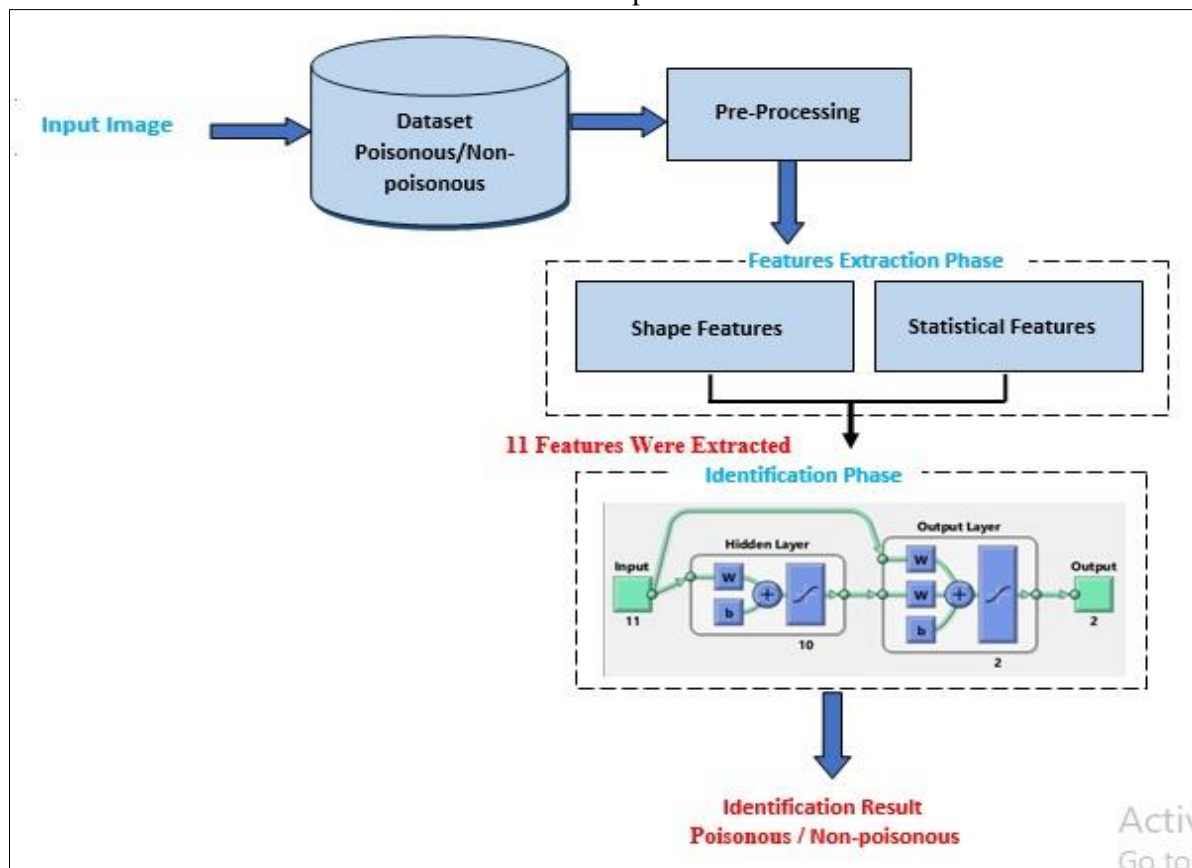 Input Image
Dataset
Poisonous/Non-
poisonous
Pre-Processing
Features Extraction Phase
Shape Features
Statistical Features
11 Features Were Extracted
Identification Phase
Hidden Layer
Output Layer
Input
W
b
+
11
10
W
W
b
+
2
Output
2
Identification Result
Poisonous / Non-poisonous
Activ
Go to